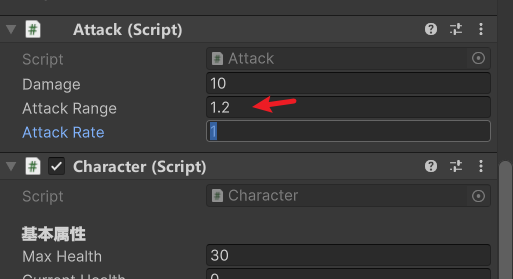 Attack (Script)
Script Attack
Damage 10
Attack Range 1.2
Attack Rate 1
Character (Script)
Script Character
基本属性
Max Health 30
Current Health 0